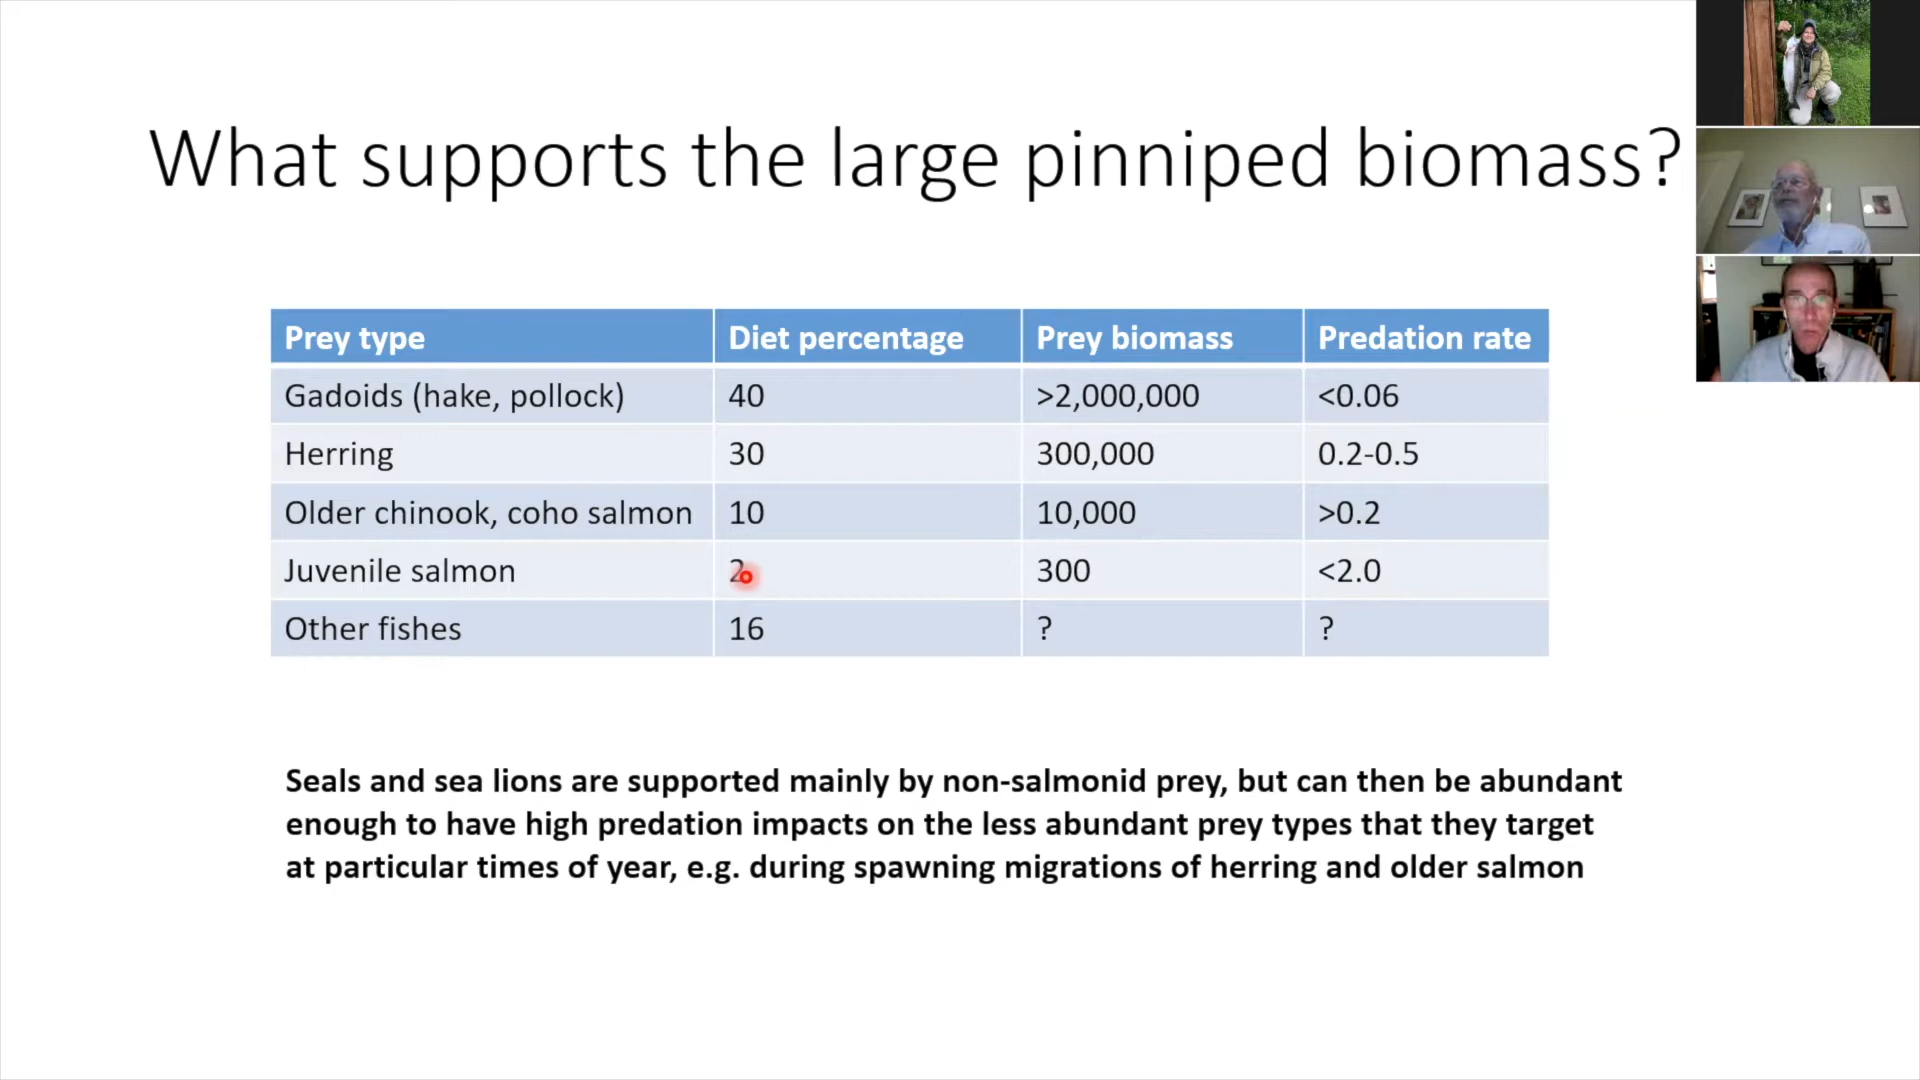 What supports the large pinniped biomass?
Prey type Diet percentage Prey biomass Predation rate
Gadoids (hake, pollock) 40 >2,000,000 <0.06
Herring 30 300,000 0.2-0.5
Older chinook, coho salmon 10 10,000 >0.2
Juvenile salmon 2 300 <2.0
Other fishes 16 ? ?
Seals and sea lions are supported mainly by non-salmonid prey, but can then be abundant
enough to have high predation impacts on the less abundant prey types that they target
at particular times of year, e.g. during spawning migrations of herring and older salmon